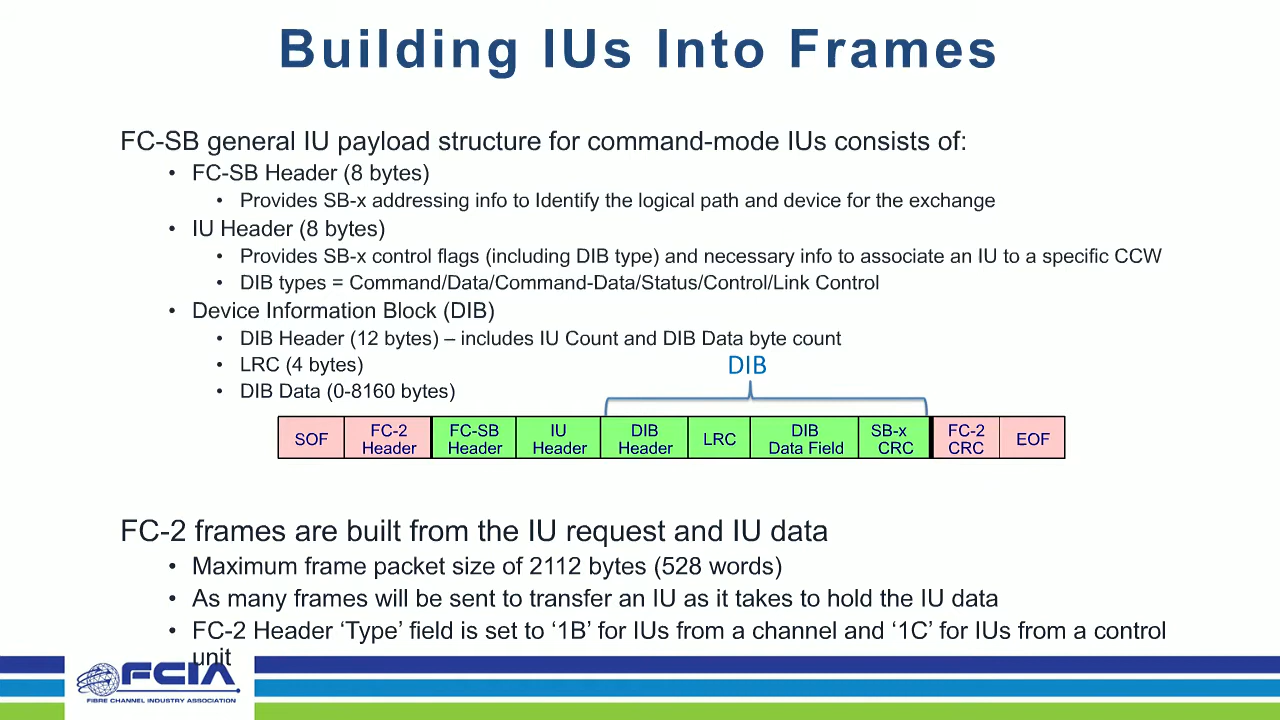 Building IUs Into Frames
FC-SB general IU payload structure for command-mode IUs consists of:
• FC-SB Header (8 bytes)
• Provides SB-x addressing info to Identify the logical path and device for the exchange
• IU Header (8 bytes)
• Provides SB-x control flags (including DIB type) and necessary info to associate an IU to a specific CCW
• DIB types = Command/Data/Command-Data/Status/Control/Link Control
• Device Information Block (DIB)
• DIB Header (12 bytes) – includes IU Count and DIB Data byte count
• LRC (4 bytes)
• DIB Data (0-8160 bytes)
DIB
SOF
FC-2
Header
FC-SB
Header
IU
Header
DIB
Header
LRC
DIB
Data Field
SB-x
CRC
FC-2
CRC
EOF
FC-2 frames are built from the IU request and IU data
• Maximum frame packet size of 2112 bytes (528 words)
• As many frames will be sent to transfer an IU as it takes to hold the IU data
• FC-2 Header ‘Type’ field is set to ‘1B’ for IUs from a channel and ‘1C’ for IUs from a control
unit
FCIA
FIBRE CHANNEL INDUSTRY ASSOCIATION